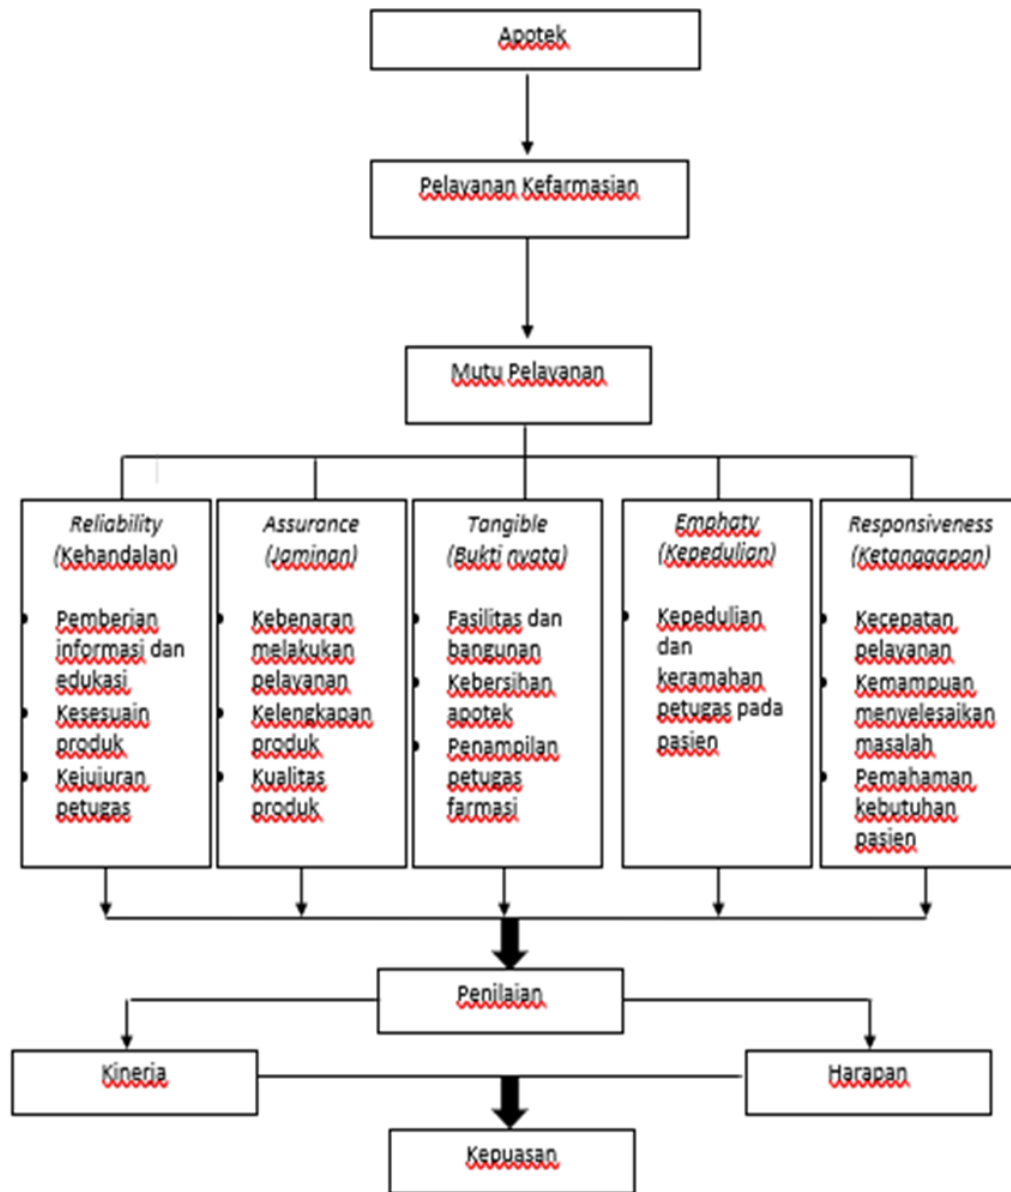 Apotek
Pelayanan Kefarmasian
Mutu Pelayanan
Reliability
(Kehandalan)
Pemberian
informasi dan
edukasi
Kesesuain
produk
Kejujuran
petugas
Assurance
(Jaminan)
Kebenaran
melakukan
pelayanan
Kelengkapan
produk
Kualitas
produk
Tangible
(Bukti nyata)
Fasilitas dan
bangunan
Kebersihan
apotek
Penampilan
petugas
farmasi
Emphaty
(Kepedulian)
Kepedulian
dan
keramahan
petugas pada
pasien
Responsiveness
(Ketanggapan)
Kecepatan
pelayanan
Kemampuan
menyelesaikan
masalah
Pemahaman
kebutuhan
pasien
Penilaian
Kinerja
Harapan
Kepuasan